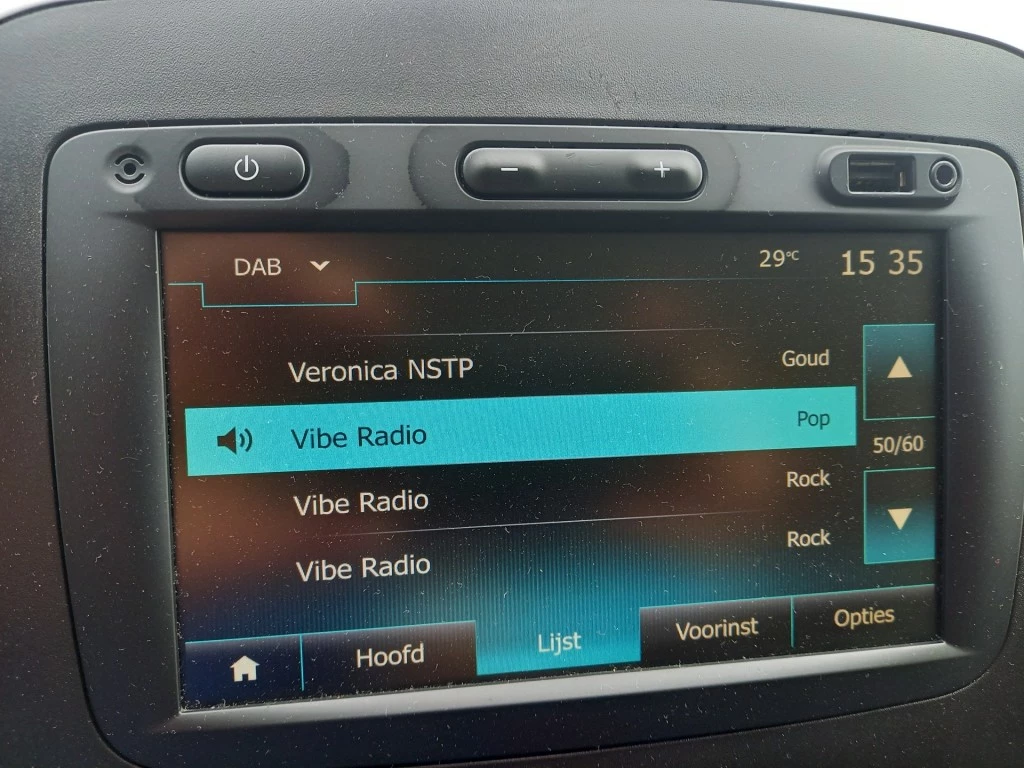 DAB 29°C 15 35
Veronica NSTP Goud
Vibe Radio Pop
50/60
Vibe Radio Rock
Vibe Radio Rock
Hoofd Lijst Voorinst Opties